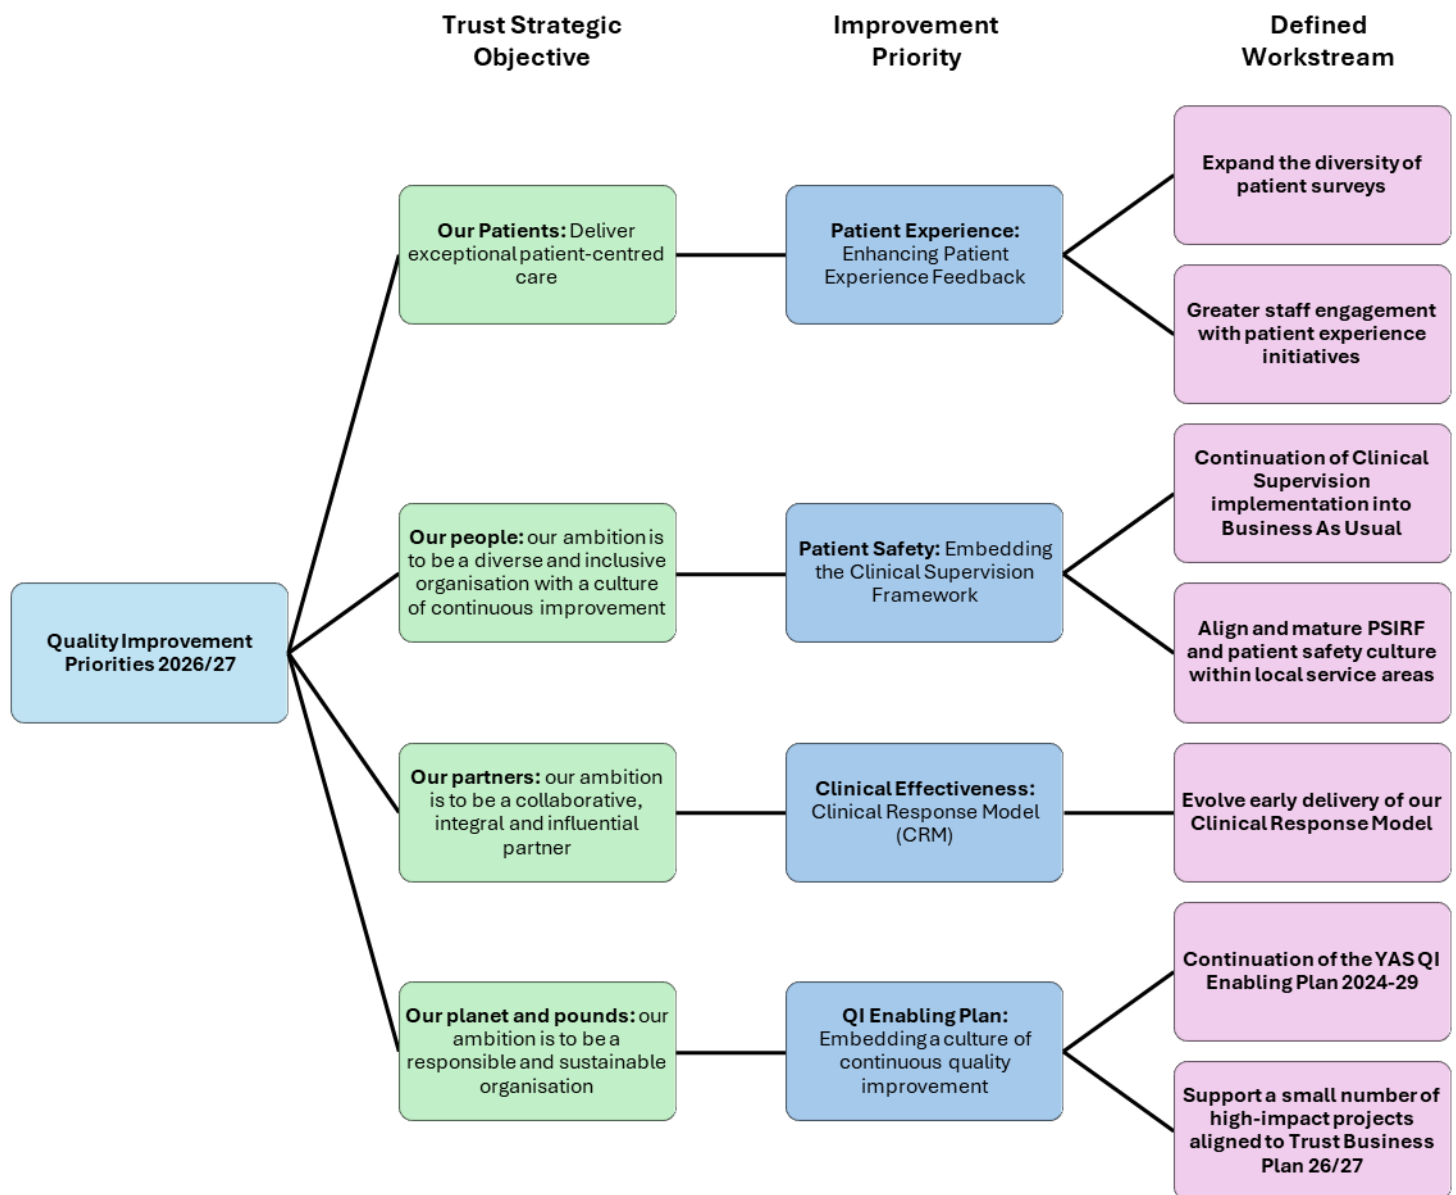 Trust Strategic
Objective
Improvement
Priority
Defined
Workstream
Quality Improvement
Priorities 2026/27
Our Patients: Deliver
exceptional patient-centred
care
Patient Experience:
Enhancing Patient
Experience Feedback
Expand the diversity of
patient surveys
Greater staff engagement
with patient experience
initiatives
Our people: our ambition is
to be a diverse and inclusive
organisation with a culture
of continuous improvement
Patient Safety: Embedding
the Clinical Supervision
Framework
Continuation of Clinical
Supervision
implementation into
Business As Usual
Align and mature PSIRF
and patient safety culture
within local service areas
Our partners: our ambition
is to be a collaborative,
integral and influential
partner
Clinical Effectiveness:
Clinical Response Model
(CRM)
Evolve early delivery of our
Clinical Response Model
Our planet and pounds: our
ambition is to be a
responsible and sustainable
organisation
QI Enabling Plan:
Embedding a culture of
continuous quality
improvement
Continuation of the YAS QI
Enabling Plan 2024-29
Support a small number of
high-impact projects
aligned to Trust Business
Plan 26/27